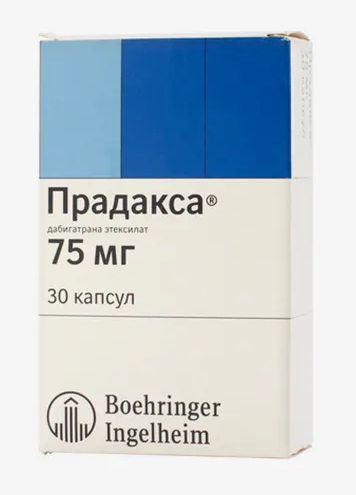 Прадакса®
дабигатрана этексилат
75 мг
30 капсул
Boehringer
Ingelheim